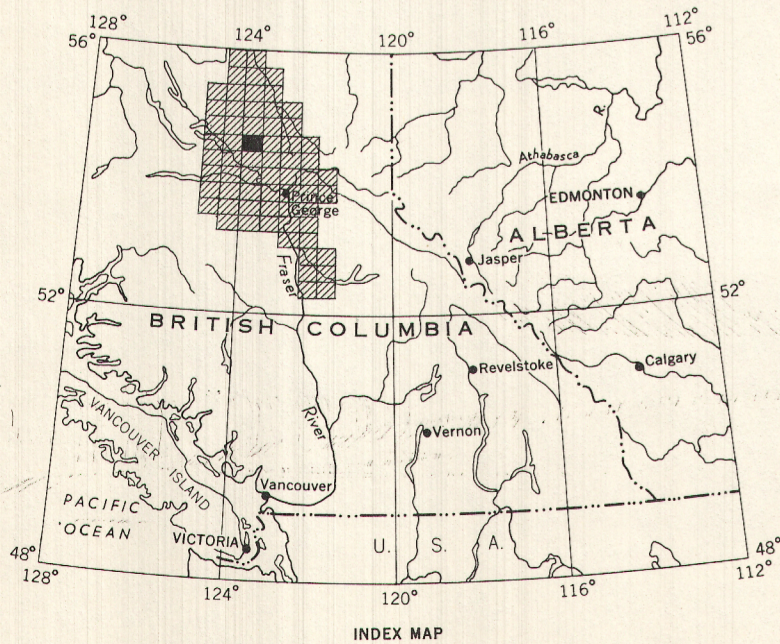 128°
124°
120°
116°
112°
56°
56°
R.
Athabasca
EDMONTON
Prince
George
ALBERTA
Jasper
Fraser
52°
52°
BRITISH COLUMBIA
Revelstoke
Calgary
River
VANCOUVER ISLAND
Vernon
Vancouver
PACIFIC
OCEAN
VICTORIA
U. S. A.
48°
48°
128°
124°
120°
116°
112°
INDEX MAP